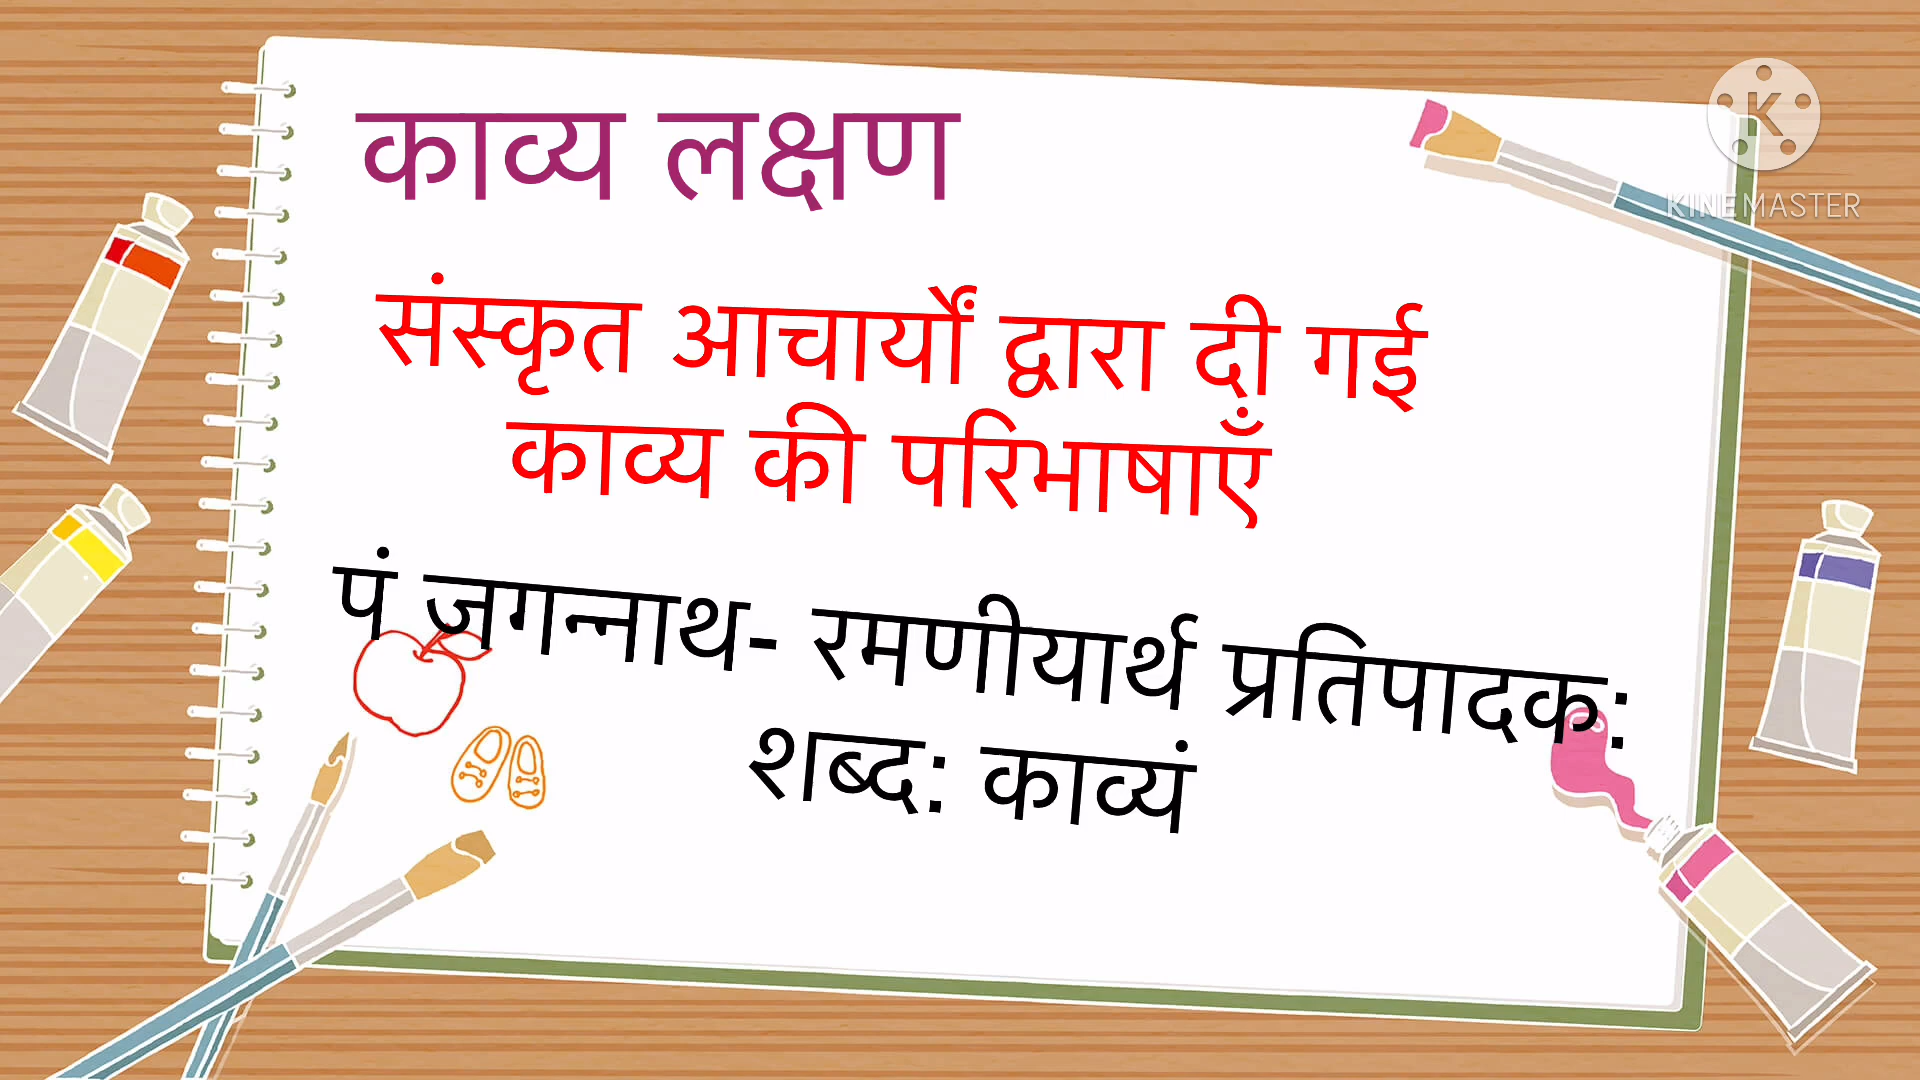 काव्य लक्षण
KINEMASTER
संस्कृत आचार्यों द्वारा दी गई
काव्य की परिभाषाएँ
पं जगन्नाथ- रमणीयार्थ प्रतिपादक:
शब्द: काव्यं